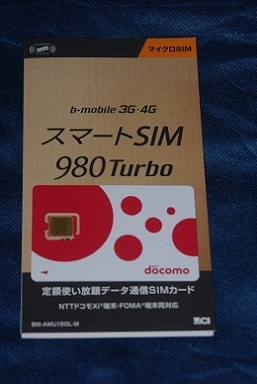 マイクロSIM
b-mobile 3G・4G
スマートSIM
980 Turbo
döcomo
定額使い放題データ通信SIMカード
NTTドコモXi®端末・FOMA®端末両対応
BM-AMU150L-M